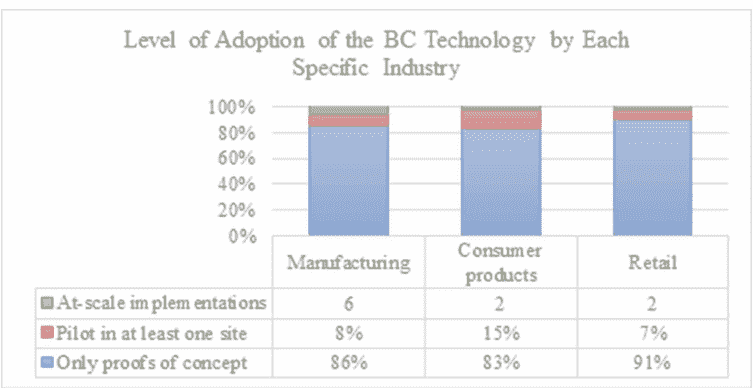 Level of Adoption of the BC Technology by Each
Specific Industry
100%
80%
60%
40%
20%
0%
Manufacturing
Consumer
products
Retail
At-scale implementations 6 2 2
Pilot in at least one site 8% 15% 7%
Only proofs of concept 86% 83% 91%